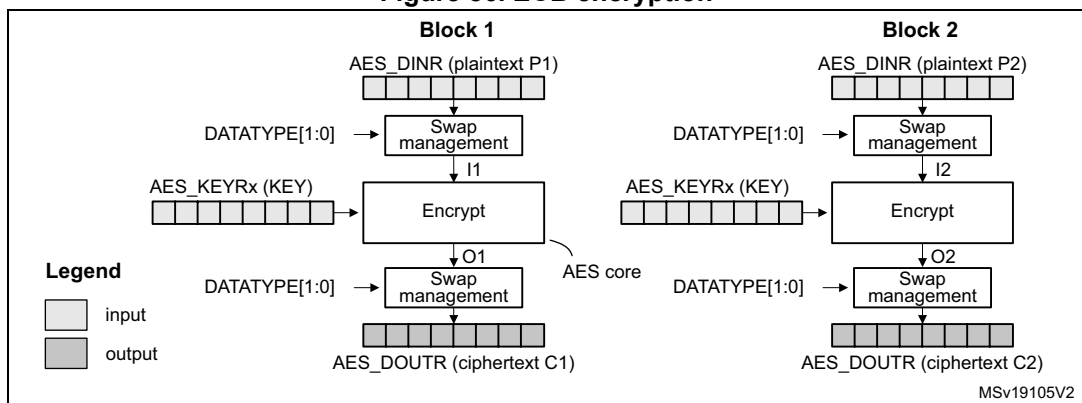 Figure 80. ECB encryption
Block 1
Block 2
AES_DINR (plaintext P1)
AES_DINR (plaintext P2)
DATATYPE[1:0]
Swap
management
DATATYPE[1:0]
Swap
management
I1
I2
AES_KEYRx (KEY)
Encrypt
AES_KEYRx (KEY)
Encrypt
O1
O2
AES core
Legend
input
output
DATATYPE[1:0]
Swap
management
DATATYPE[1:0]
Swap
management
AES_DOUTR (ciphertext C1)
AES_DOUTR (ciphertext C2)
MSv19105V2